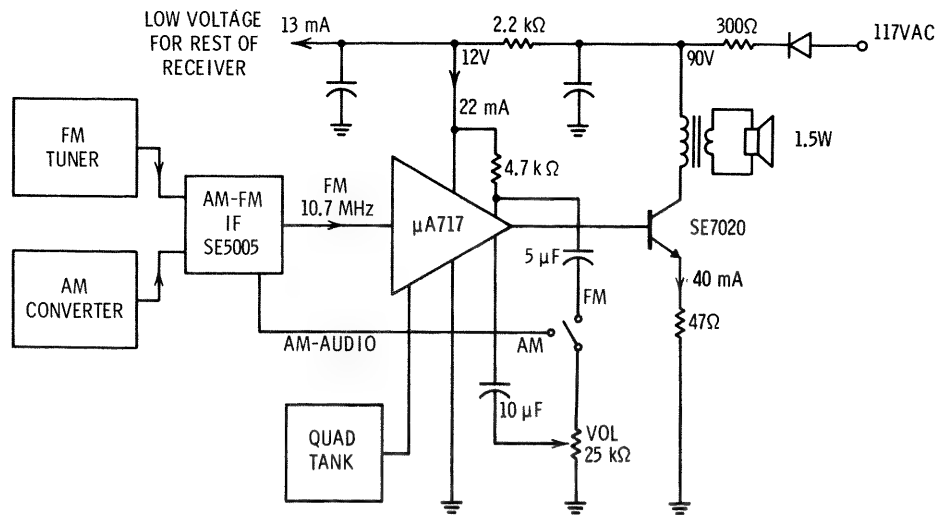 LOW VOLTAGE
FOR REST OF
RECEIVER
13 mA
2.2 kΩ
300Ω
117VAC
12V
90V
22 mA
4.7 kΩ
1.5W
FM
TUNER
AM-FM
IF
SE5005
FM
10.7 MHz
μA717
SE7020
5 μF
AM
CONVERTER
FM
40 mA
47Ω
AM-AUDIO
AM
10 μF
VOL
25 kΩ
QUAD
TANK